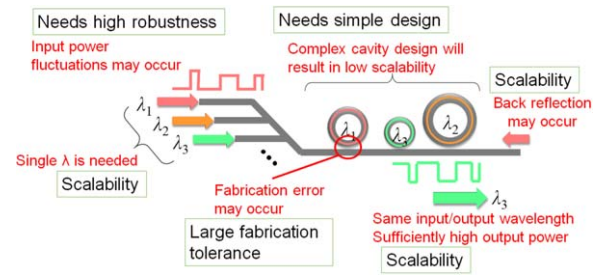 Needs high robustness
Needs simple design
Input power
fluctuations may occur
Complex cavity design will
result in low scalability
Scalability
Back reflection
may occur
λ1
λ2
λ3
λ1
λ3
λ2
Single λ is needed
Scalability
Fabrication error
may occur
Large fabrication
tolerance
λ3
Same input/output wavelength
Sufficiently high output power
Scalability